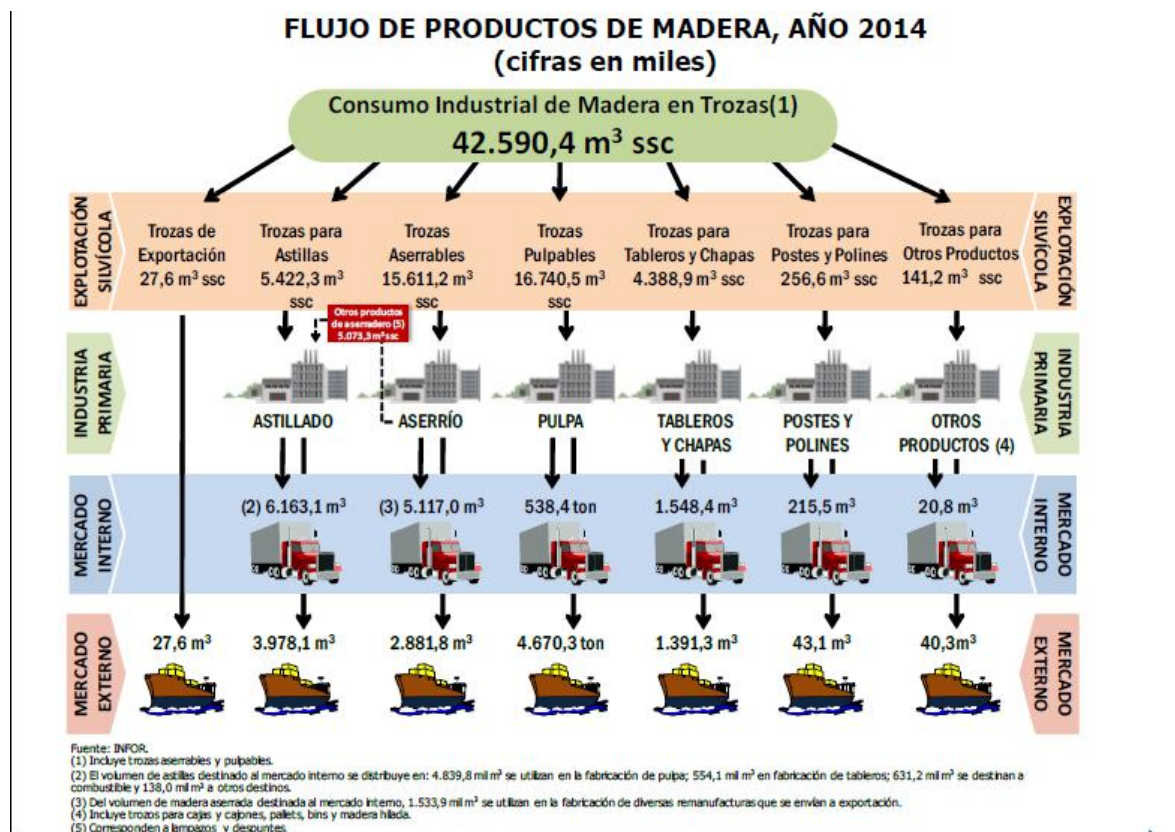 FLUJO DE PRODUCTOS DE MADERA, AÑO 2014
(cifras en miles)
Consumo Industrial de Madera en Trozas(1)
42.590,4 m³ ssc
EXPLOTACIÓN
SILVÍCOLA
Trozas de
Exportación
27,6 m³ ssc
Trozas para
Astillas
5.422,3 m³
ssc
Trozas
Aserrables
15.611,2 m³
ssc
Trozas
Pulpables
16.740,5 m³
ssc
Trozas para
Tableros y Chapas
4.388,9 m³ ssc
Trozas para
Postes y Polines
256,6 m³ ssc
Trozas para
Otros Productos
141,2 m³ ssc
EXPLOTACIÓN
SILVÍCOLA
Otros productos
de aserradero (5)
5.073,3 m³ ssc
INDUSTRIA
PRIMARIA
ASTILLADO
ASERRÍO
PULPA
TABLEROS
Y CHAPAS
POSTES Y
POLINES
OTROS
PRODUCTOS (4)
INDUSTRIA
PRIMARIA
MERCADO
INTERNO
(2) 6.163,1 m³
(3) 5.117,0 m³
538,4 ton
1.548,4 m³
215,5 m³
20,8 m³
MERCADO
INTERNO
MERCADO
EXTERNO
27,6 m³
3.978,1 m³
2.881,8 m³
4.670,3 ton
1.391,3 m³
43,1 m³
40,3m³
MERCADO
EXTERNO
Fuente: INFOR.
(1) Incluye trozas aserrables y pulpables.
(2) El volumen de astillas destinado al mercado interno se distribuye en: 4.839,8 mil m³ se utilizan en la fabricación de pulpa; 554,1 mil m³ en fabricación de tableros; 631,2 mil m³ se destinan a
combustible y 138,0 mil m³ a otros destinos.
(3) Del volumen de madera aserrada destinada al mercado interno, 1.533,9 mil m³ se utilizan en la fabricación de diversas remanufacturas que se envían a exportación.
(4) Incluye trozos para cajas y cajones, pallets, bins y madera hilada.
(5) Corresponden a lampazos y despuntes.